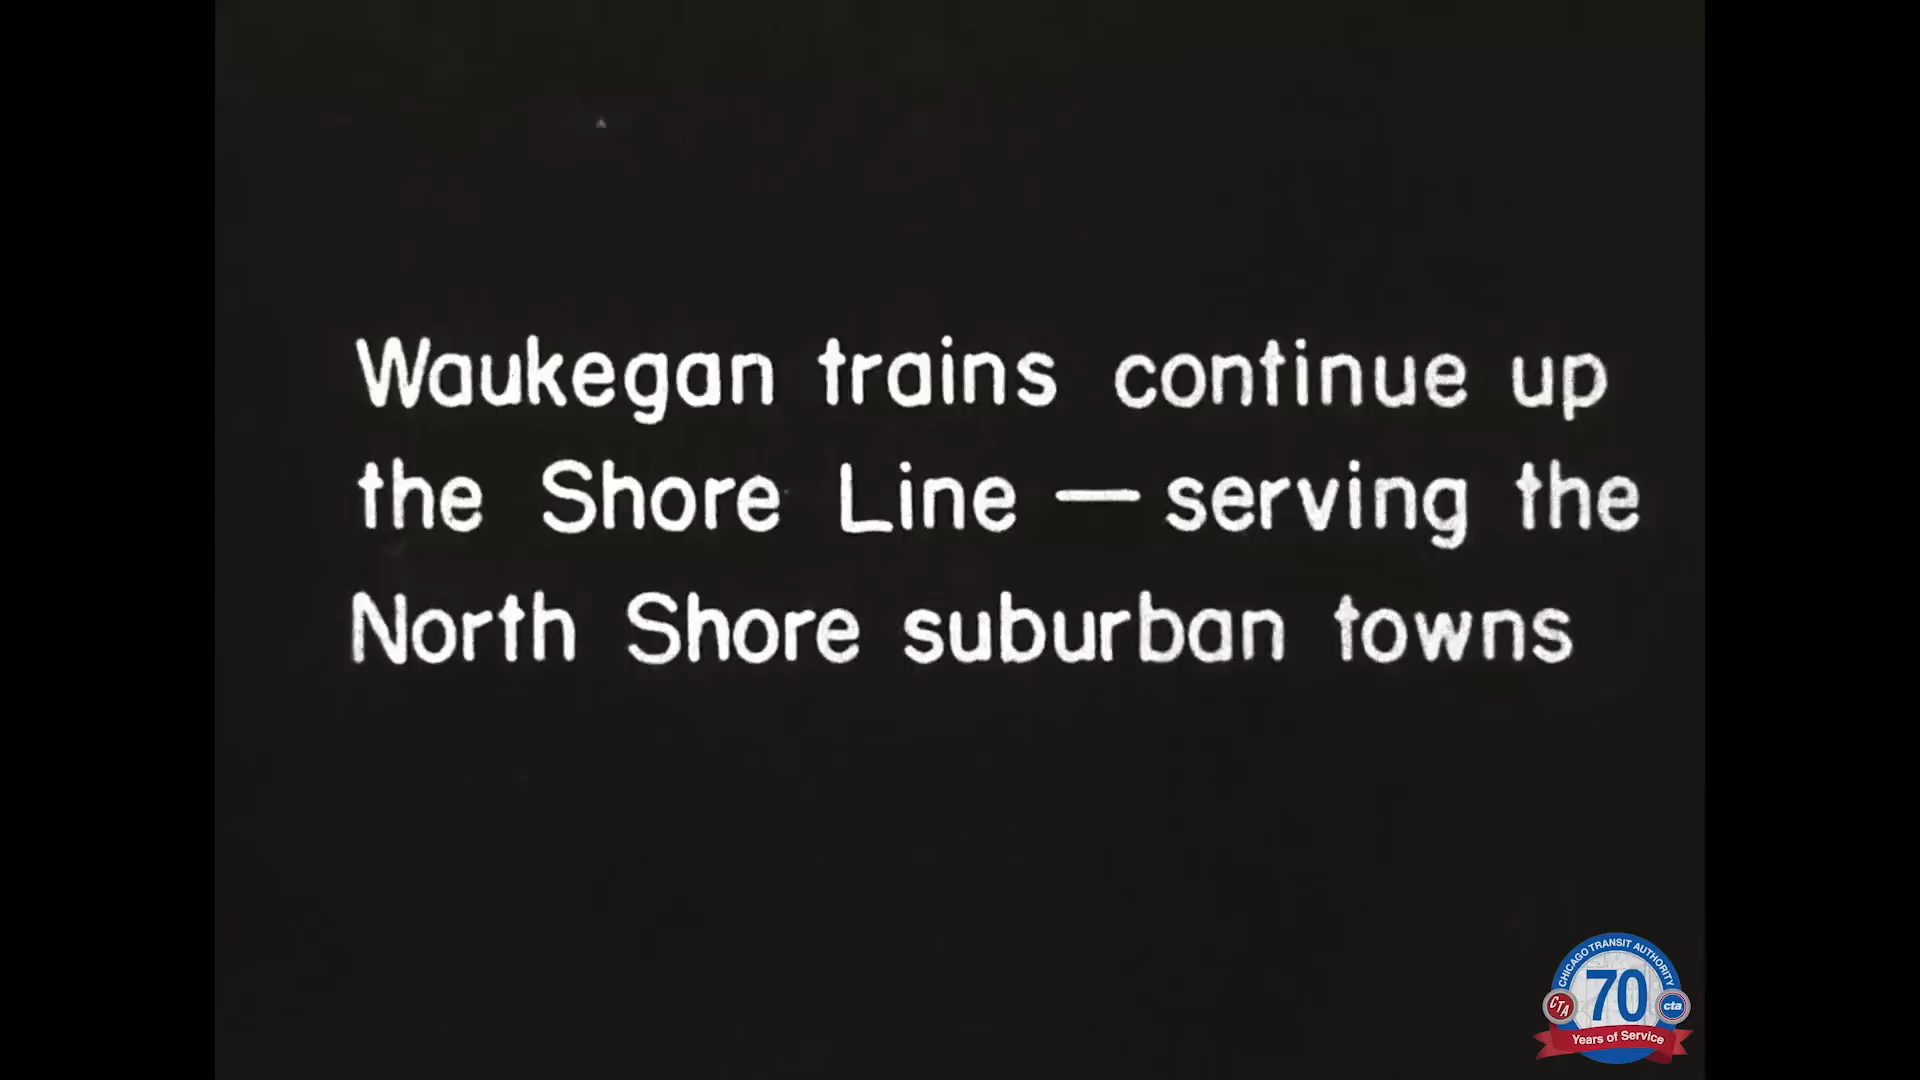 Waukegan trains continue up
the Shore Line — serving the
North Shore suburban towns
CHICAGO TRANSIT AUTHORITY
CTA
70
cta
Years of Service